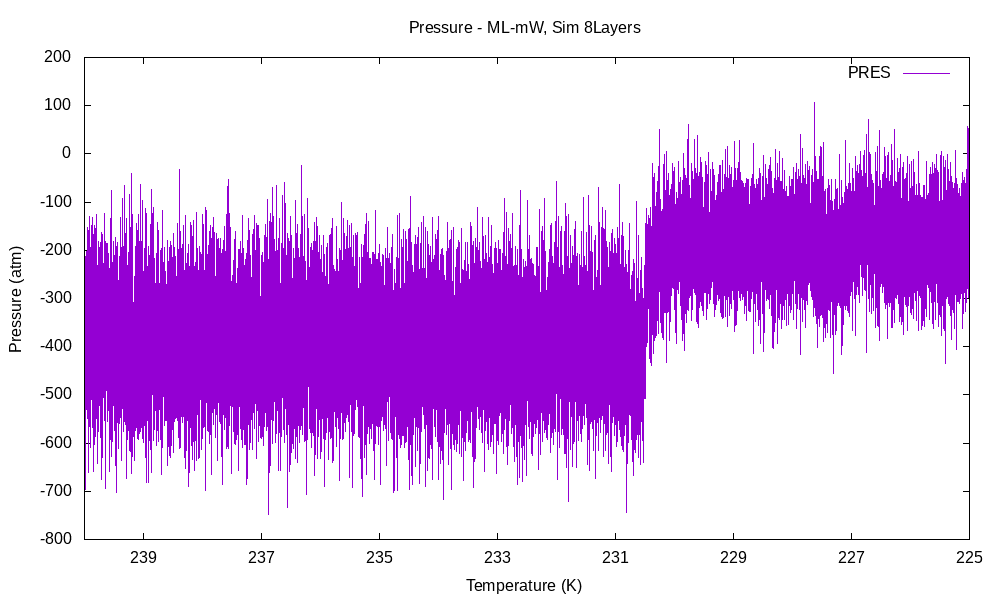 Pressure - ML-mW, Sim 8Layers
PRES
200
100
0
-100
-200
-300
-400
-500
-600
-700
-800
Pressure (atm)
239 237 235 233 231 229 227 225
Temperature (K)